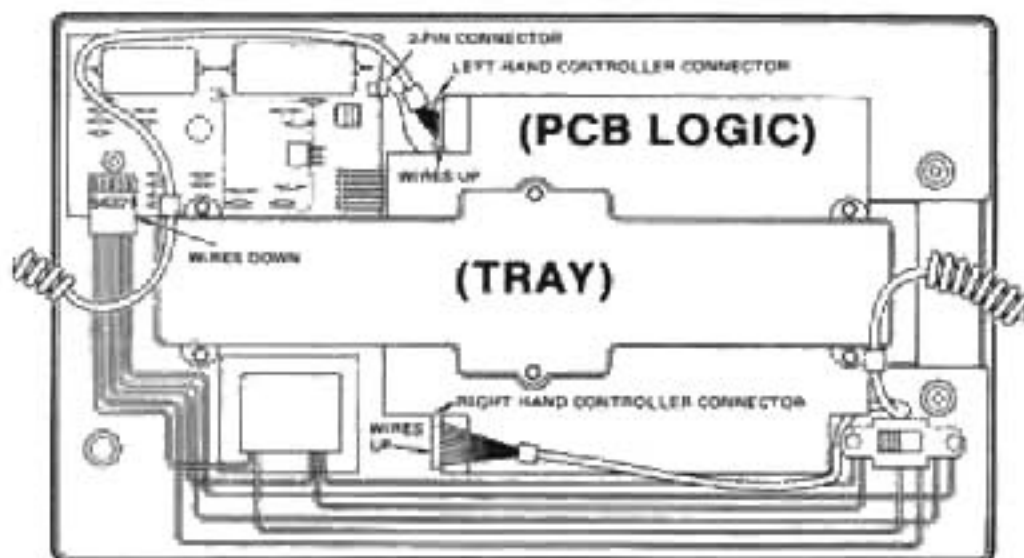 2-PIN CONNECTOR
LEFT HAND CONTROLLER CONNECTOR
(PCB LOGIC)
WIRES UP
WIRES DOWN
(TRAY)
RIGHT HAND CONTROLLER CONNECTOR
WIRES
UP